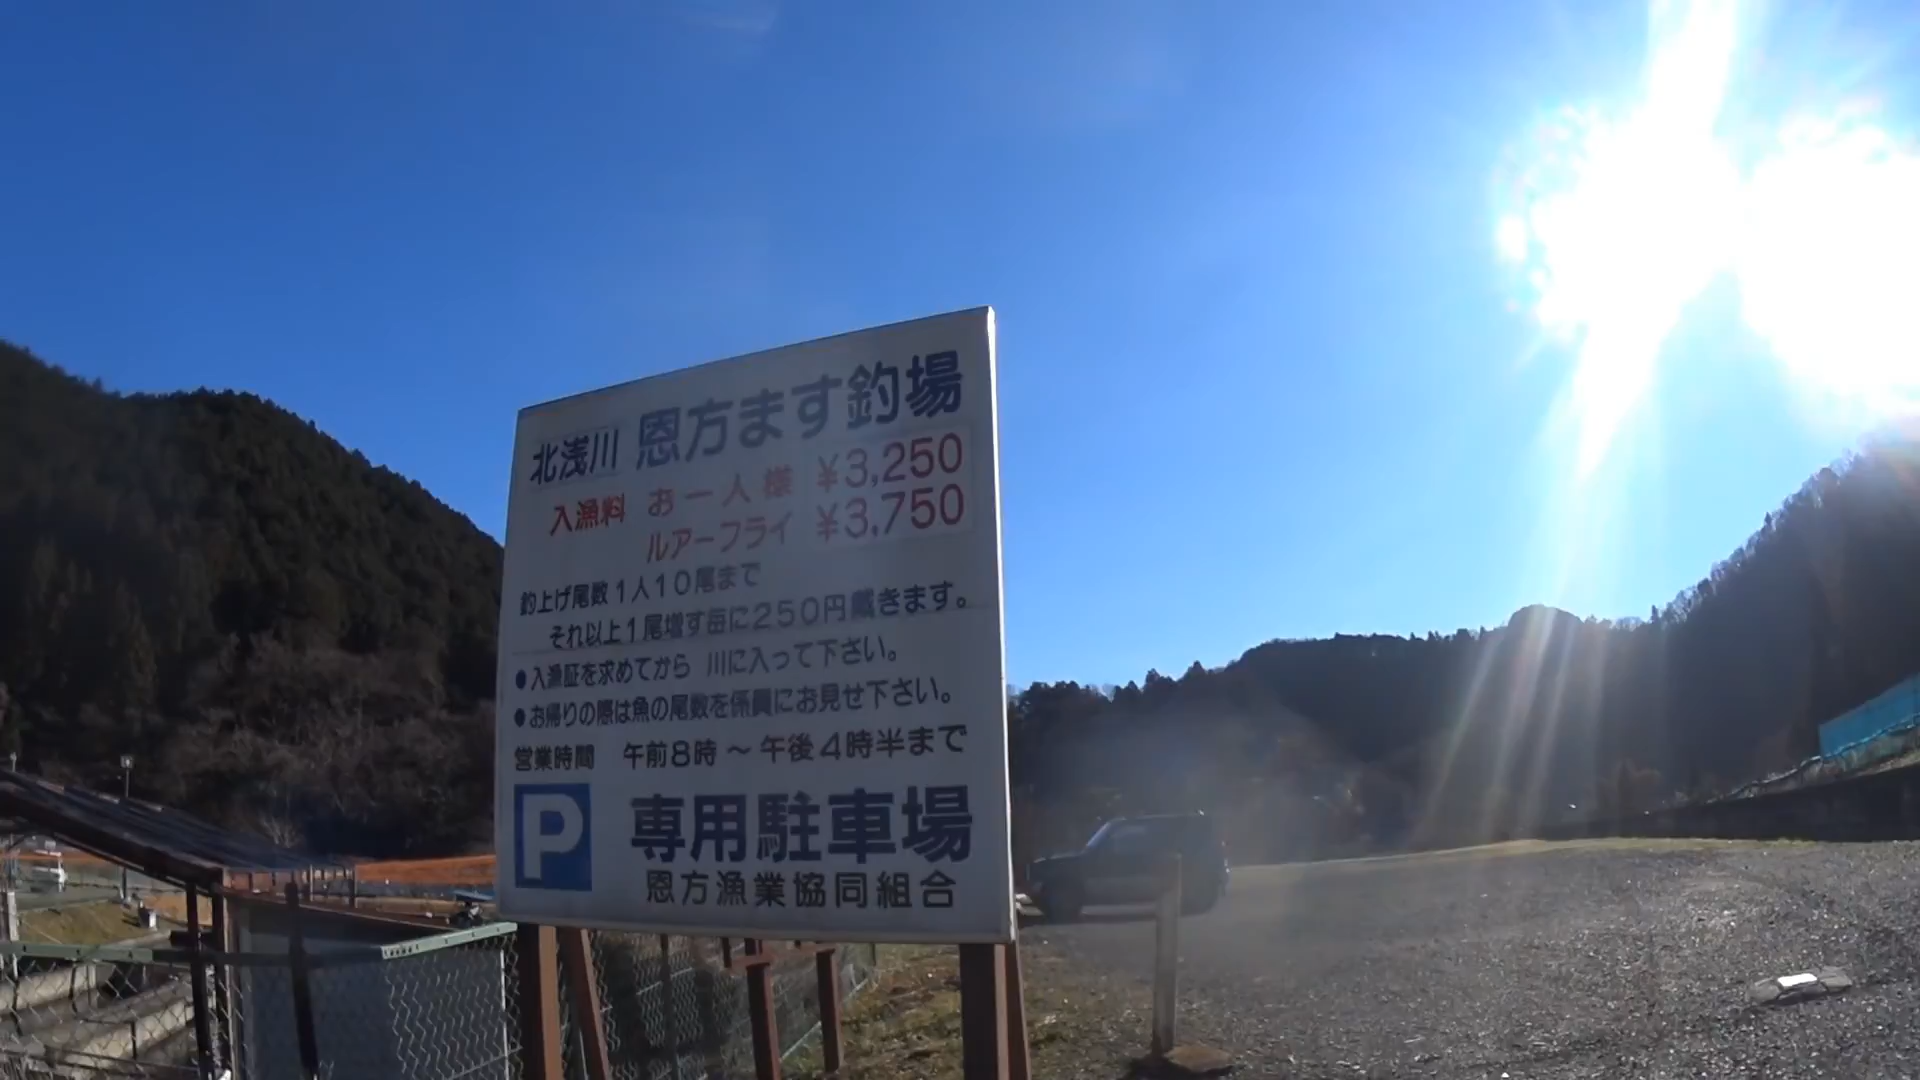 北浅川 恩方ます釣場
入漁料 お一人様 ¥3,250
ルアーフライ ¥3,750
釣上げ尾数1人10尾まで
それ以上1尾増す毎に250円戴きます。
●入漁証を求めてから 川に入って下さい。
●お帰りの際は魚の尾数を係員にお見せ下さい。
営業時間 午前8時～午後4時半まで
P 専用駐車場
恩方漁業協同組合